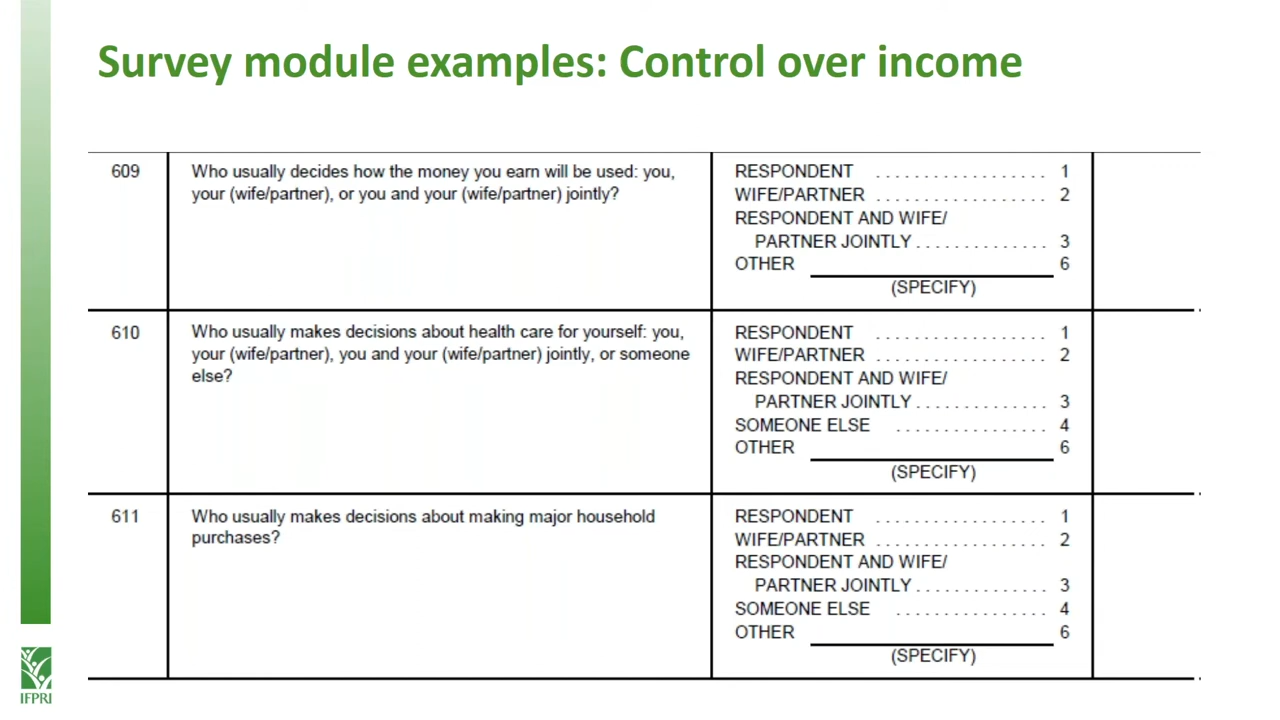 Survey module examples: Control over income
609
Who usually decides how the money you earn will be used: you,
your (wife/partner), or you and your (wife/partner) jointly?
RESPONDENT . . . . . . . . . . . . . . . . . . 1
WIFE/PARTNER . . . . . . . . . . . . . . . . . . 2
RESPONDENT AND WIFE/
PARTNER JOINTLY . . . . . . . . . . . . . . 3
OTHER ____________________ 6
(SPECIFY)
610
Who usually makes decisions about health care for yourself: you,
your (wife/partner), you and your (wife/partner) jointly, or someone
else?
RESPONDENT . . . . . . . . . . . . . . . . . . 1
WIFE/PARTNER . . . . . . . . . . . . . . . . . . 2
RESPONDENT AND WIFE/
PARTNER JOINTLY . . . . . . . . . . . . . . 3
SOMEONE ELSE . . . . . . . . . . . . . . . . 4
OTHER ____________________ 6
(SPECIFY)
611
Who usually makes decisions about making major household
purchases?
RESPONDENT . . . . . . . . . . . . . . . . . . 1
WIFE/PARTNER . . . . . . . . . . . . . . . . . . 2
RESPONDENT AND WIFE/
PARTNER JOINTLY . . . . . . . . . . . . . . 3
SOMEONE ELSE . . . . . . . . . . . . . . . . 4
OTHER ____________________ 6
(SPECIFY)
IFPRI